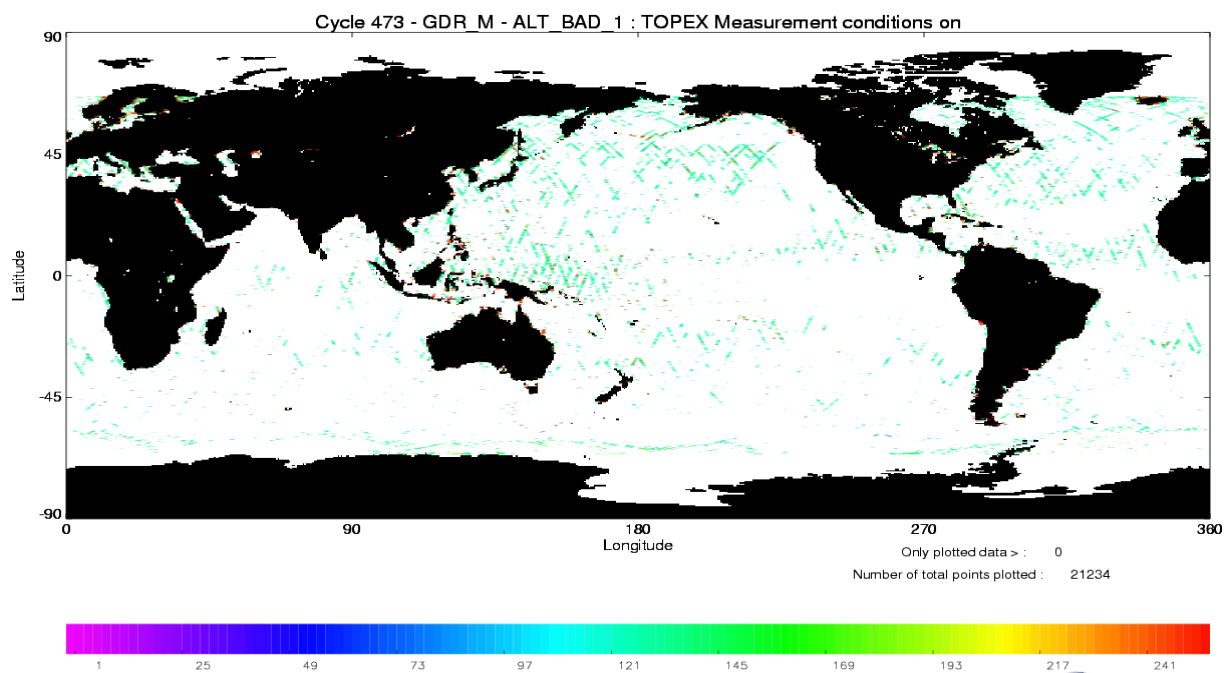 Cycle 473 - GDR_M - ALT_BAD_1 : TOPEX Measurement conditions on
90
45
0
-45
-90
Latitude
0 90 180 270 360
Longitude
Only plotted data > : 0
Number of total points plotted : 21234
1 25 49 73 97 121 145 169 193 217 241